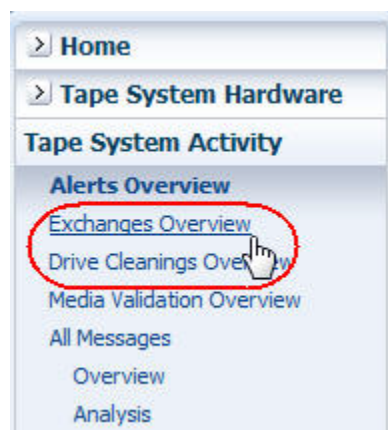 Home
Tape System Hardware
Tape System Activity
Alerts Overview
Exchanges Overview
Drive Cleanings Overview
Media Validation Overview
All Messages
Overview
Analysis